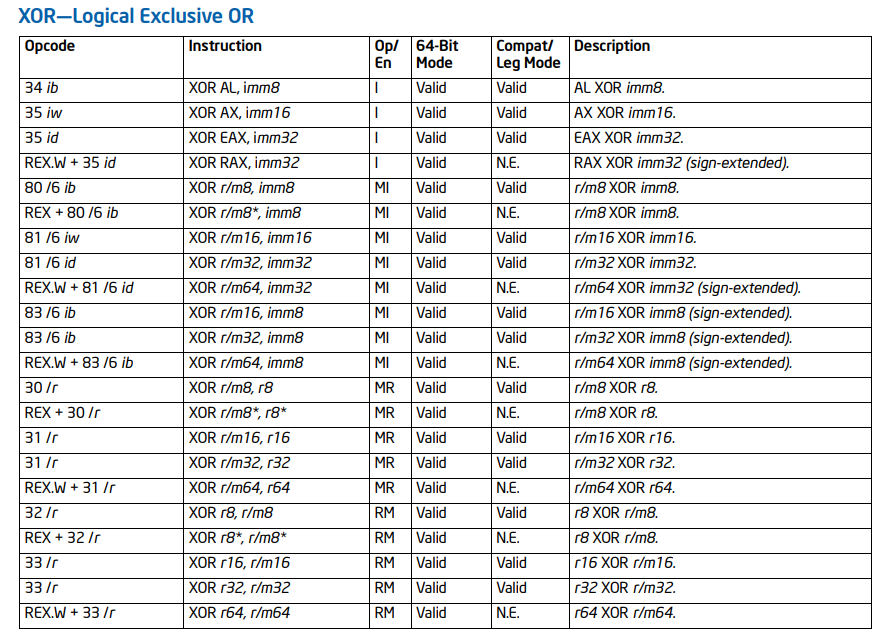 XOR—Logical Exclusive OR
Opcode Instruction Op/ En 64-Bit Mode Compat/ Leg Mode Description
34 ib XOR AL, imm8 I Valid Valid AL XOR imm8.
35 iw XOR AX, imm16 I Valid Valid AX XOR imm16.
35 id XOR EAX, imm32 I Valid Valid EAX XOR imm32.
REX.W + 35 id XOR RAX, imm32 I Valid N.E. RAX XOR imm32 (sign-extended).
80 /6 ib XOR r/m8, imm8 MI Valid Valid r/m8 XOR imm8.
REX + 80 /6 ib XOR r/m8*, imm8 MI Valid N.E. r/m8 XOR imm8.
81 /6 iw XOR r/m16, imm16 MI Valid Valid r/m16 XOR imm16.
81 /6 id XOR r/m32, imm32 MI Valid Valid r/m32 XOR imm32.
REX.W + 81 /6 id XOR r/m64, imm32 MI Valid N.E. r/m64 XOR imm32 (sign-extended).
83 /6 ib XOR r/m16, imm8 MI Valid Valid r/m16 XOR imm8 (sign-extended).
83 /6 ib XOR r/m32, imm8 MI Valid Valid r/m32 XOR imm8 (sign-extended).
REX.W + 83 /6 ib XOR r/m64, imm8 MI Valid N.E. r/m64 XOR imm8 (sign-extended).
30 /r XOR r/m8, r8 MR Valid Valid r/m8 XOR r8.
REX + 30 /r XOR r/m8*, r8* MR Valid N.E. r/m8 XOR r8.
31 /r XOR r/m16, r16 MR Valid Valid r/m16 XOR r16.
31 /r XOR r/m32, r32 MR Valid Valid r/m32 XOR r32.
REX.W + 31 /r XOR r/m64, r64 MR Valid N.E. r/m64 XOR r64.
32 /r XOR r8, r/m8 RM Valid Valid r8 XOR r/m8.
REX + 32 /r XOR r8*, r/m8* RM Valid N.E. r8 XOR r/m8.
33 /r XOR r16, r/m16 RM Valid Valid r16 XOR r/m16.
33 /r XOR r32, r/m32 RM Valid Valid r32 XOR r/m32.
REX.W + 33 /r XOR r64, r/m64 RM Valid N.E. r64 XOR r/m64.